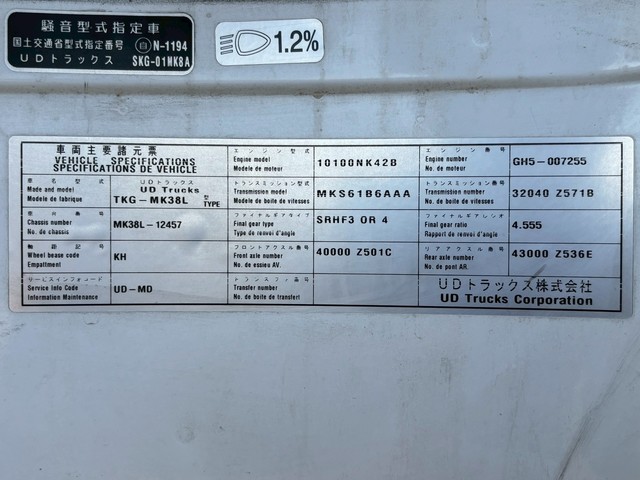 騒音型式指定車
国土交通省型式指定番号 自 N-1194
UDトラックス SKG-01MK8A
1.2%
車両主要諸元票
VEHICLE SPECIFICATIONS
SPECIFICATIONS DE VEHICLE
エンジン型式
Engine model
Modele de moteur
10100NK42B
エンジン番号
Engine number
No. de moteur
GH5-007255
車名型式
Made and model
Modele de fabrique
UDトラックス
UD Trucks
TKG-MK38L 型 TYPE
トランスミッション型式
Transmission model
Modele de boite de vitesses
MKS61B6AAA
トランスミッション番号
Transmission number
No. de boite de vitesses
32040 Z571B
車台番号
Chassis number
No. de chassis
MK38L-12457
ファイナルギアタイプ
Final gear type
Type de renvoi d'angle
SRHF3 OR 4
ファイナルギアレシオ
Final gear ratio
Rapport de renvoi d'angle
4.555
軸距記号
Wheel base code
Empattment
KH
フロントアクスル番号
Front axle number
No. de essieu AV.
40000 Z501C
リアアクスル番号
Rear axle number
No. de pont AR.
43000 Z536E
サービスインフォコード
Service Info Code
Information Maintenance
UD-MD
トランスファ番号
Transfer number
No. de boite de transfert
UDトラックス株式会社
UD Trucks Corporation